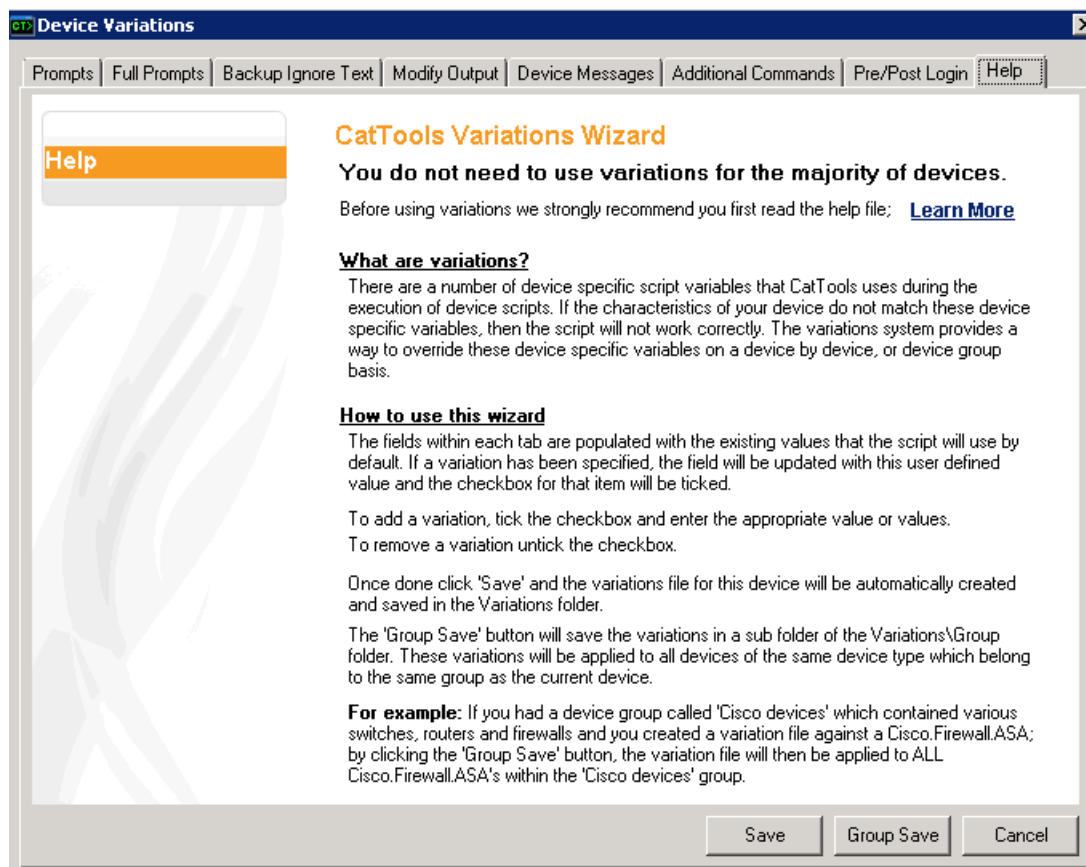 CT> Device Variations
Prompts Full Prompts Backup Ignore Text Modify Output Device Messages Additional Commands Pre/Post Login Help
Help
CatTools Variations Wizard
You do not need to use variations for the majority of devices.
Before using variations we strongly recommend you first read the help file; Learn More
What are variations?
There are a number of device specific script variables that CatTools uses during the
execution of device scripts. If the characteristics of your device do not match these device
specific variables, then the script will not work correctly. The variations system provides a
way to override these device specific variables on a device by device, or device group
basis.
How to use this wizard
The fields within each tab are populated with the existing values that the script will use by
default. If a variation has been specified, the field will be updated with this user defined
value and the checkbox for that item will be ticked.
To add a variation, tick the checkbox and enter the appropriate value or values.
To remove a variation untick the checkbox.
Once done click 'Save' and the variations file for this device will be automatically created
and saved in the Variations folder.
The 'Group Save' button will save the variations in a sub folder of the Variations\Group
folder. These variations will be applied to all devices of the same device type which belong
to the same group as the current device.
For example: If you had a device group called 'Cisco devices' which contained various
switches, routers and firewalls and you created a variation file against a Cisco.Firewall.ASA;
by clicking the 'Group Save' button, the variation file will then be applied to ALL
Cisco.Firewall.ASA's within the 'Cisco devices' group.
Save Group Save Cancel